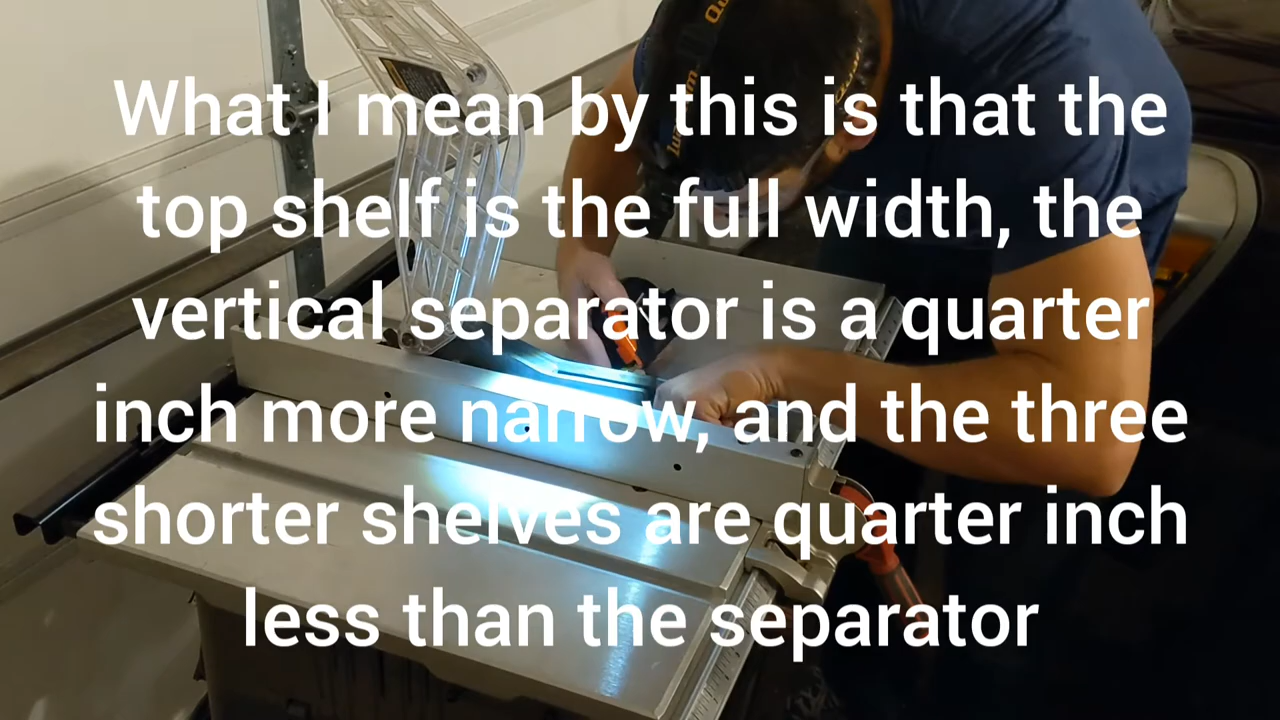 What I mean by this is that the
top shelf is the full width, the
vertical separator is a quarter
inch more narrow, and the three
shorter shelves are quarter inch
less than the separator